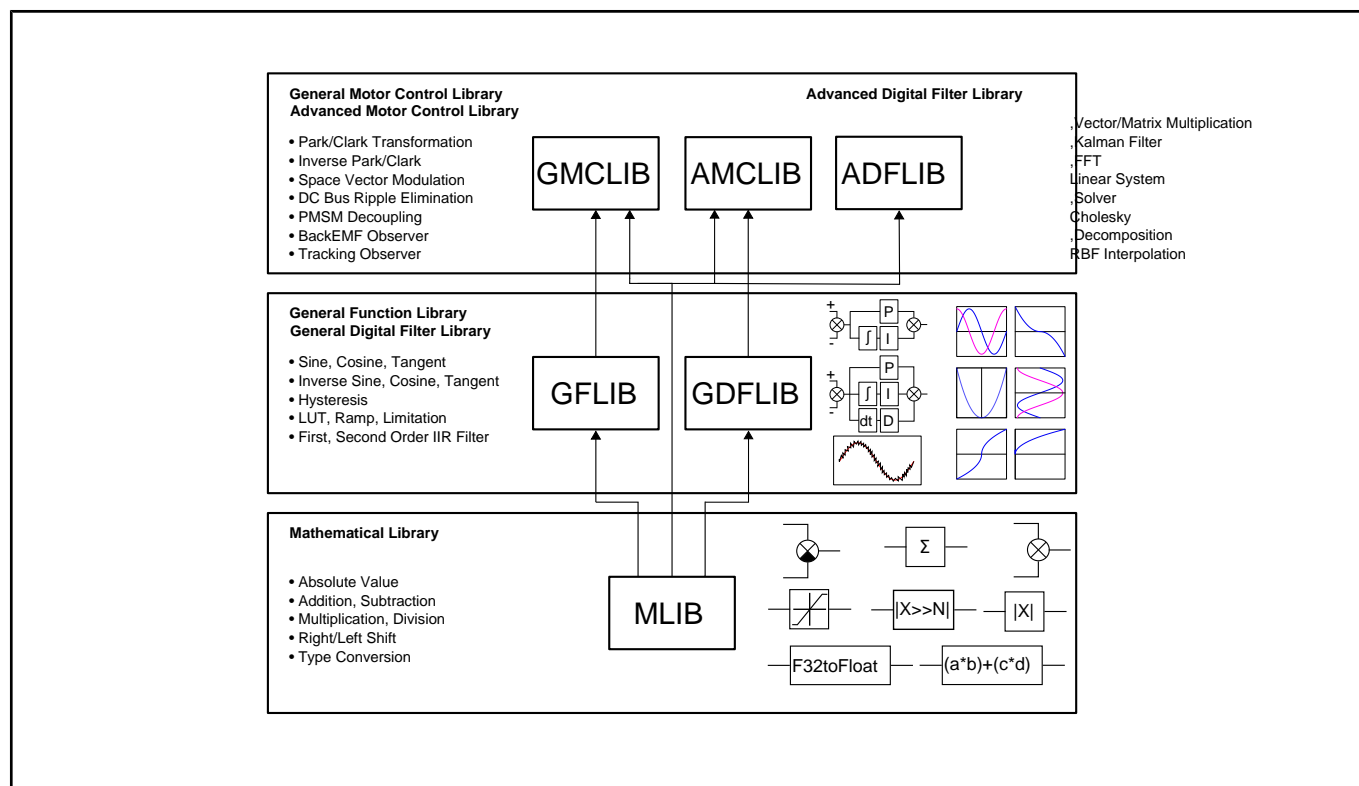 General Motor Control Library
Advanced Motor Control Library
Advanced Digital Filter Library
• Park/Clark Transformation
• Inverse Park/Clark
• Space Vector Modulation
• DC Bus Ripple Elimination
• PMSM Decoupling
• BackEMF Observer
• Tracking Observer
GMCLIB
AMCLIB
ADFLIB
,Vector/Matrix Multiplication
,Kalman Filter
,FFT
Linear System
,Solver
Cholesky
,Decomposition
RBF Interpolation
General Function Library
General Digital Filter Library
• Sine, Cosine, Tangent
• Inverse Sine, Cosine, Tangent
• Hysteresis
• LUT, Ramp, Limitation
• First, Second Order IIR Filter
GFLIB
GDFLIB
+
-
P
∫ I
+
-
P
∫ I
dt D
Mathematical Library
• Absolute Value
• Addition, Subtraction
• Multiplication, Division
• Right/Left Shift
• Type Conversion
MLIB
Σ
|X>>N|
|X|
F32toFloat
(a*b)+(c*d)